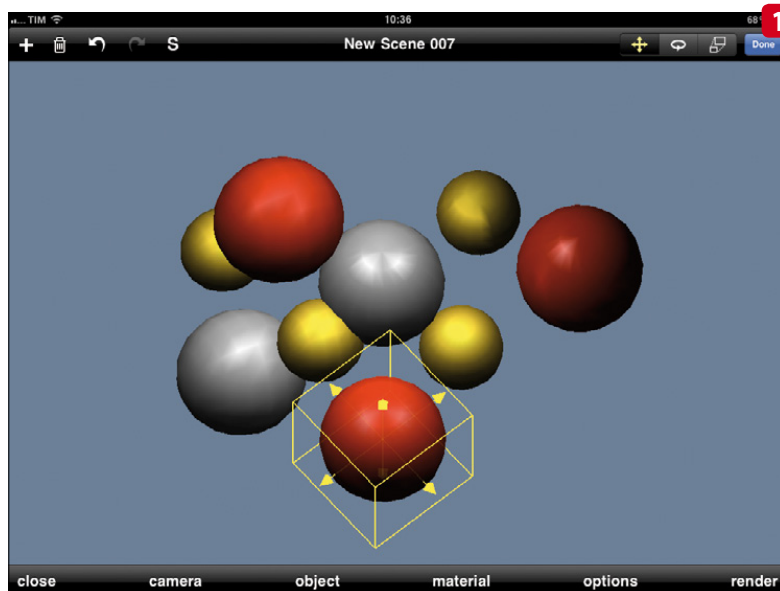 ... TIM 10:36 68
1
+ S New Scene 007 Done
close camera object material options render